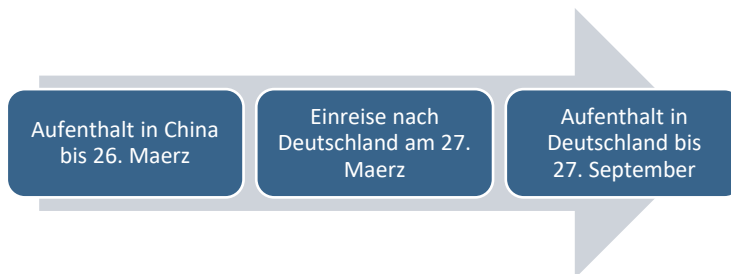 Aufenthalt in China
bis 26. Maerz
Einreise nach
Deutschland am 27.
Maerz
Aufenthalt in
Deutschland bis
27. September